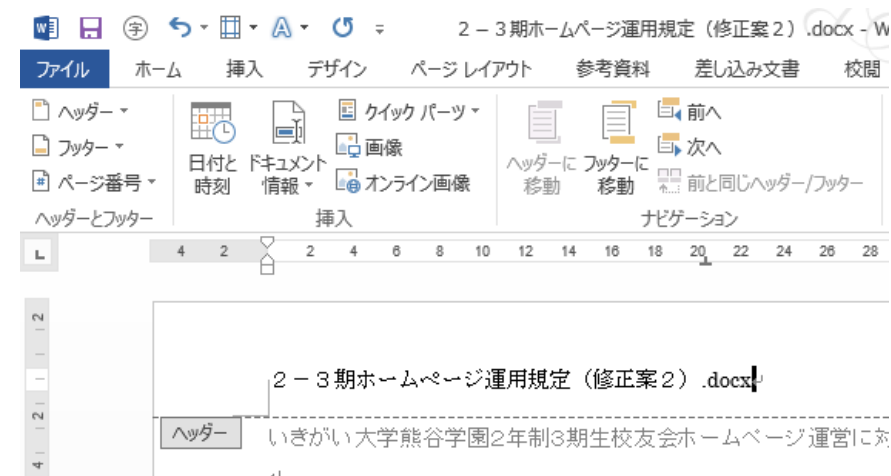 字 A 2－3期ホームページ運用規定（修正案2）.docx - W
ファイル ホーム 挿入 デザイン ページ レイアウト 参考資料 差し込み文書 校閲
ヘッダー
フッター
ページ番号
ヘッダーとフッター
日付と
時刻
ドキュメント
情報
クイック パーツ
画像
オンライン画像
挿入
ヘッダーに
移動
フッターに
移動
前へ
次へ
前と同じヘッダー/フッター
ナビゲーション
L 4 2 2 4 6 8 10 12 14 16 18 20 22 24 26 28
2
2
4
２－３期ホームページ運用規定（修正案２）.docx
ヘッダー
いきがい大学熊谷学園2年制3期生校友会ホームページ運営に対